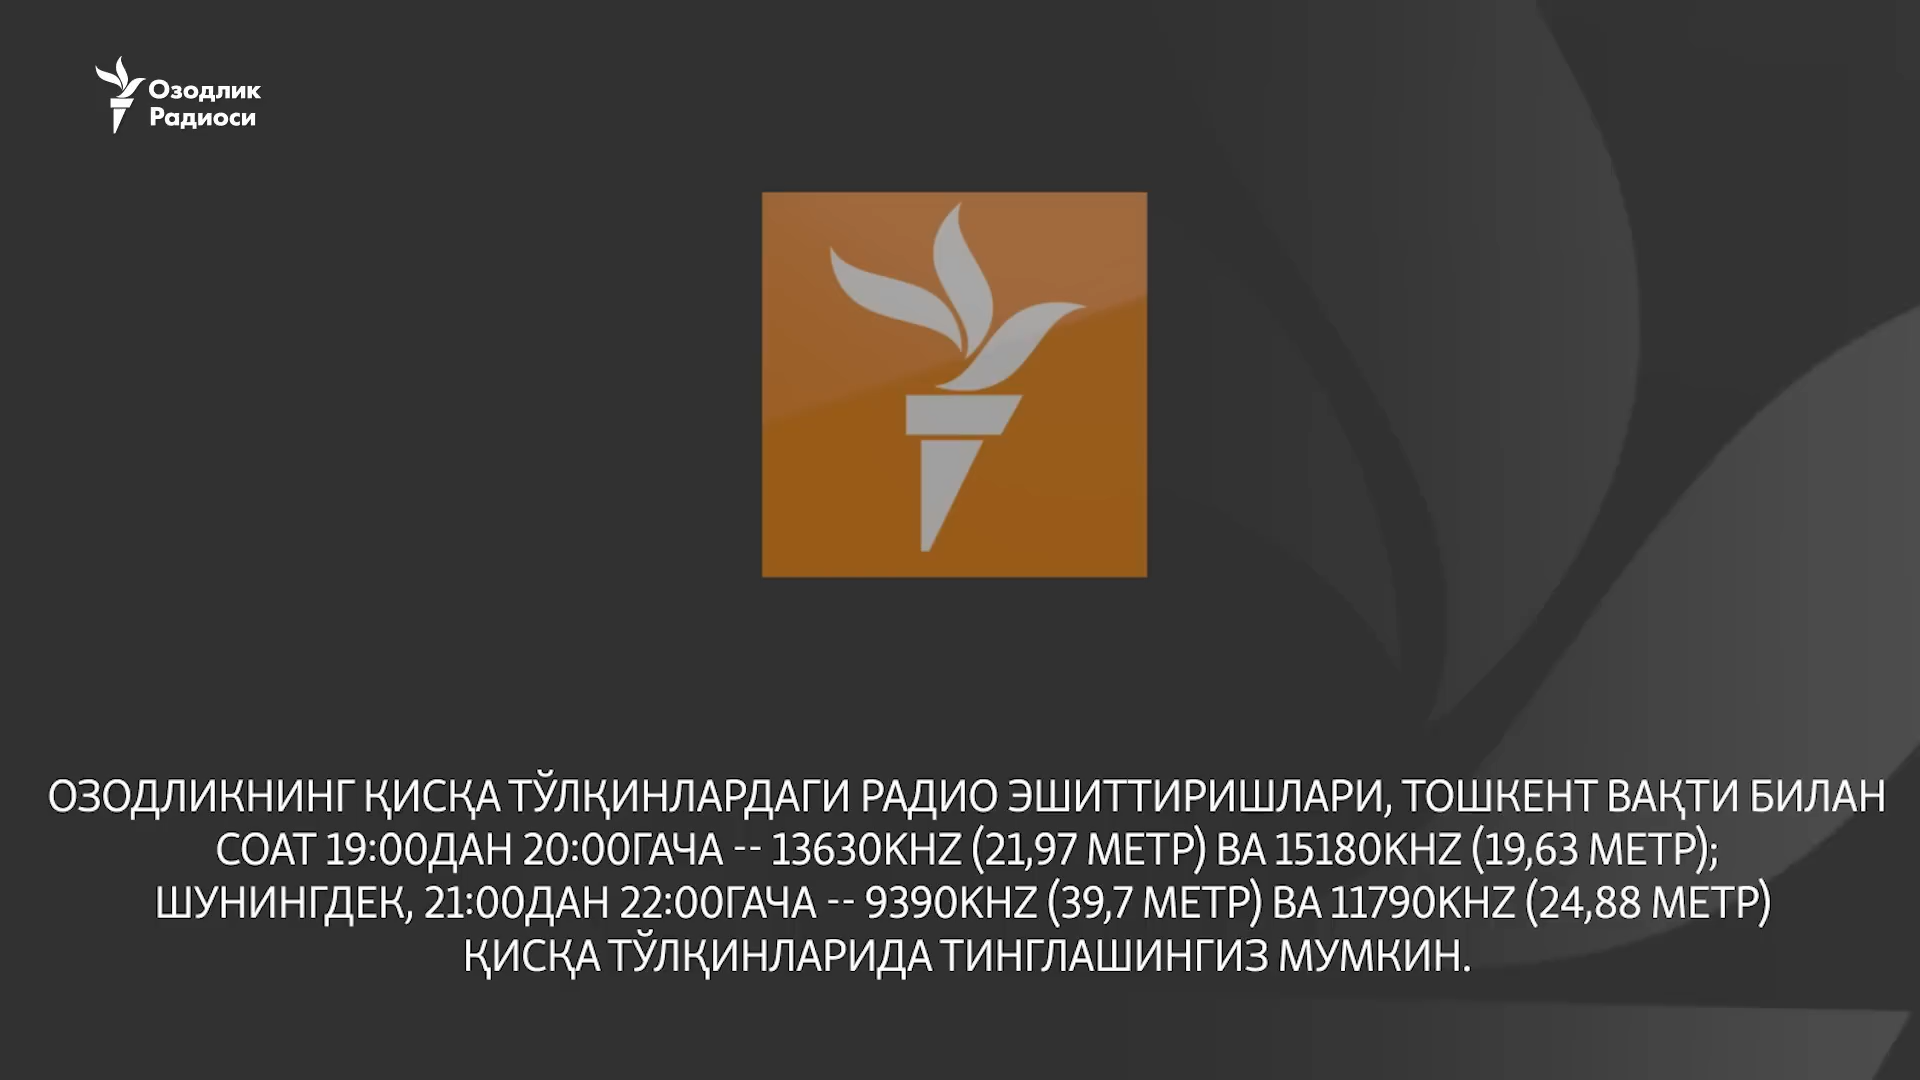 Озодлик
Радиоси
ОЗОДЛИКНИНГ ҚИСҚА ТЎЛҚИНЛАРДАГИ РАДИО ЭШИТТИРИШЛАРИ, ТОШКЕНТ ВАҚТИ БИЛАН
СОАТ 19:00ДАН 20:00ГАЧА -- 13630KHZ (21,97 МЕТР) ВА 15180KHZ (19,63 МЕТР);
ШУНИНГДЕК, 21:00ДАН 22:00ГАЧА -- 9390KHZ (39,7 МЕТР) ВА 11790KHZ (24,88 МЕТР)
ҚИСҚА ТЎЛҚИНЛАРИДА ТИНГЛАШИНГИЗ МУМКИН.